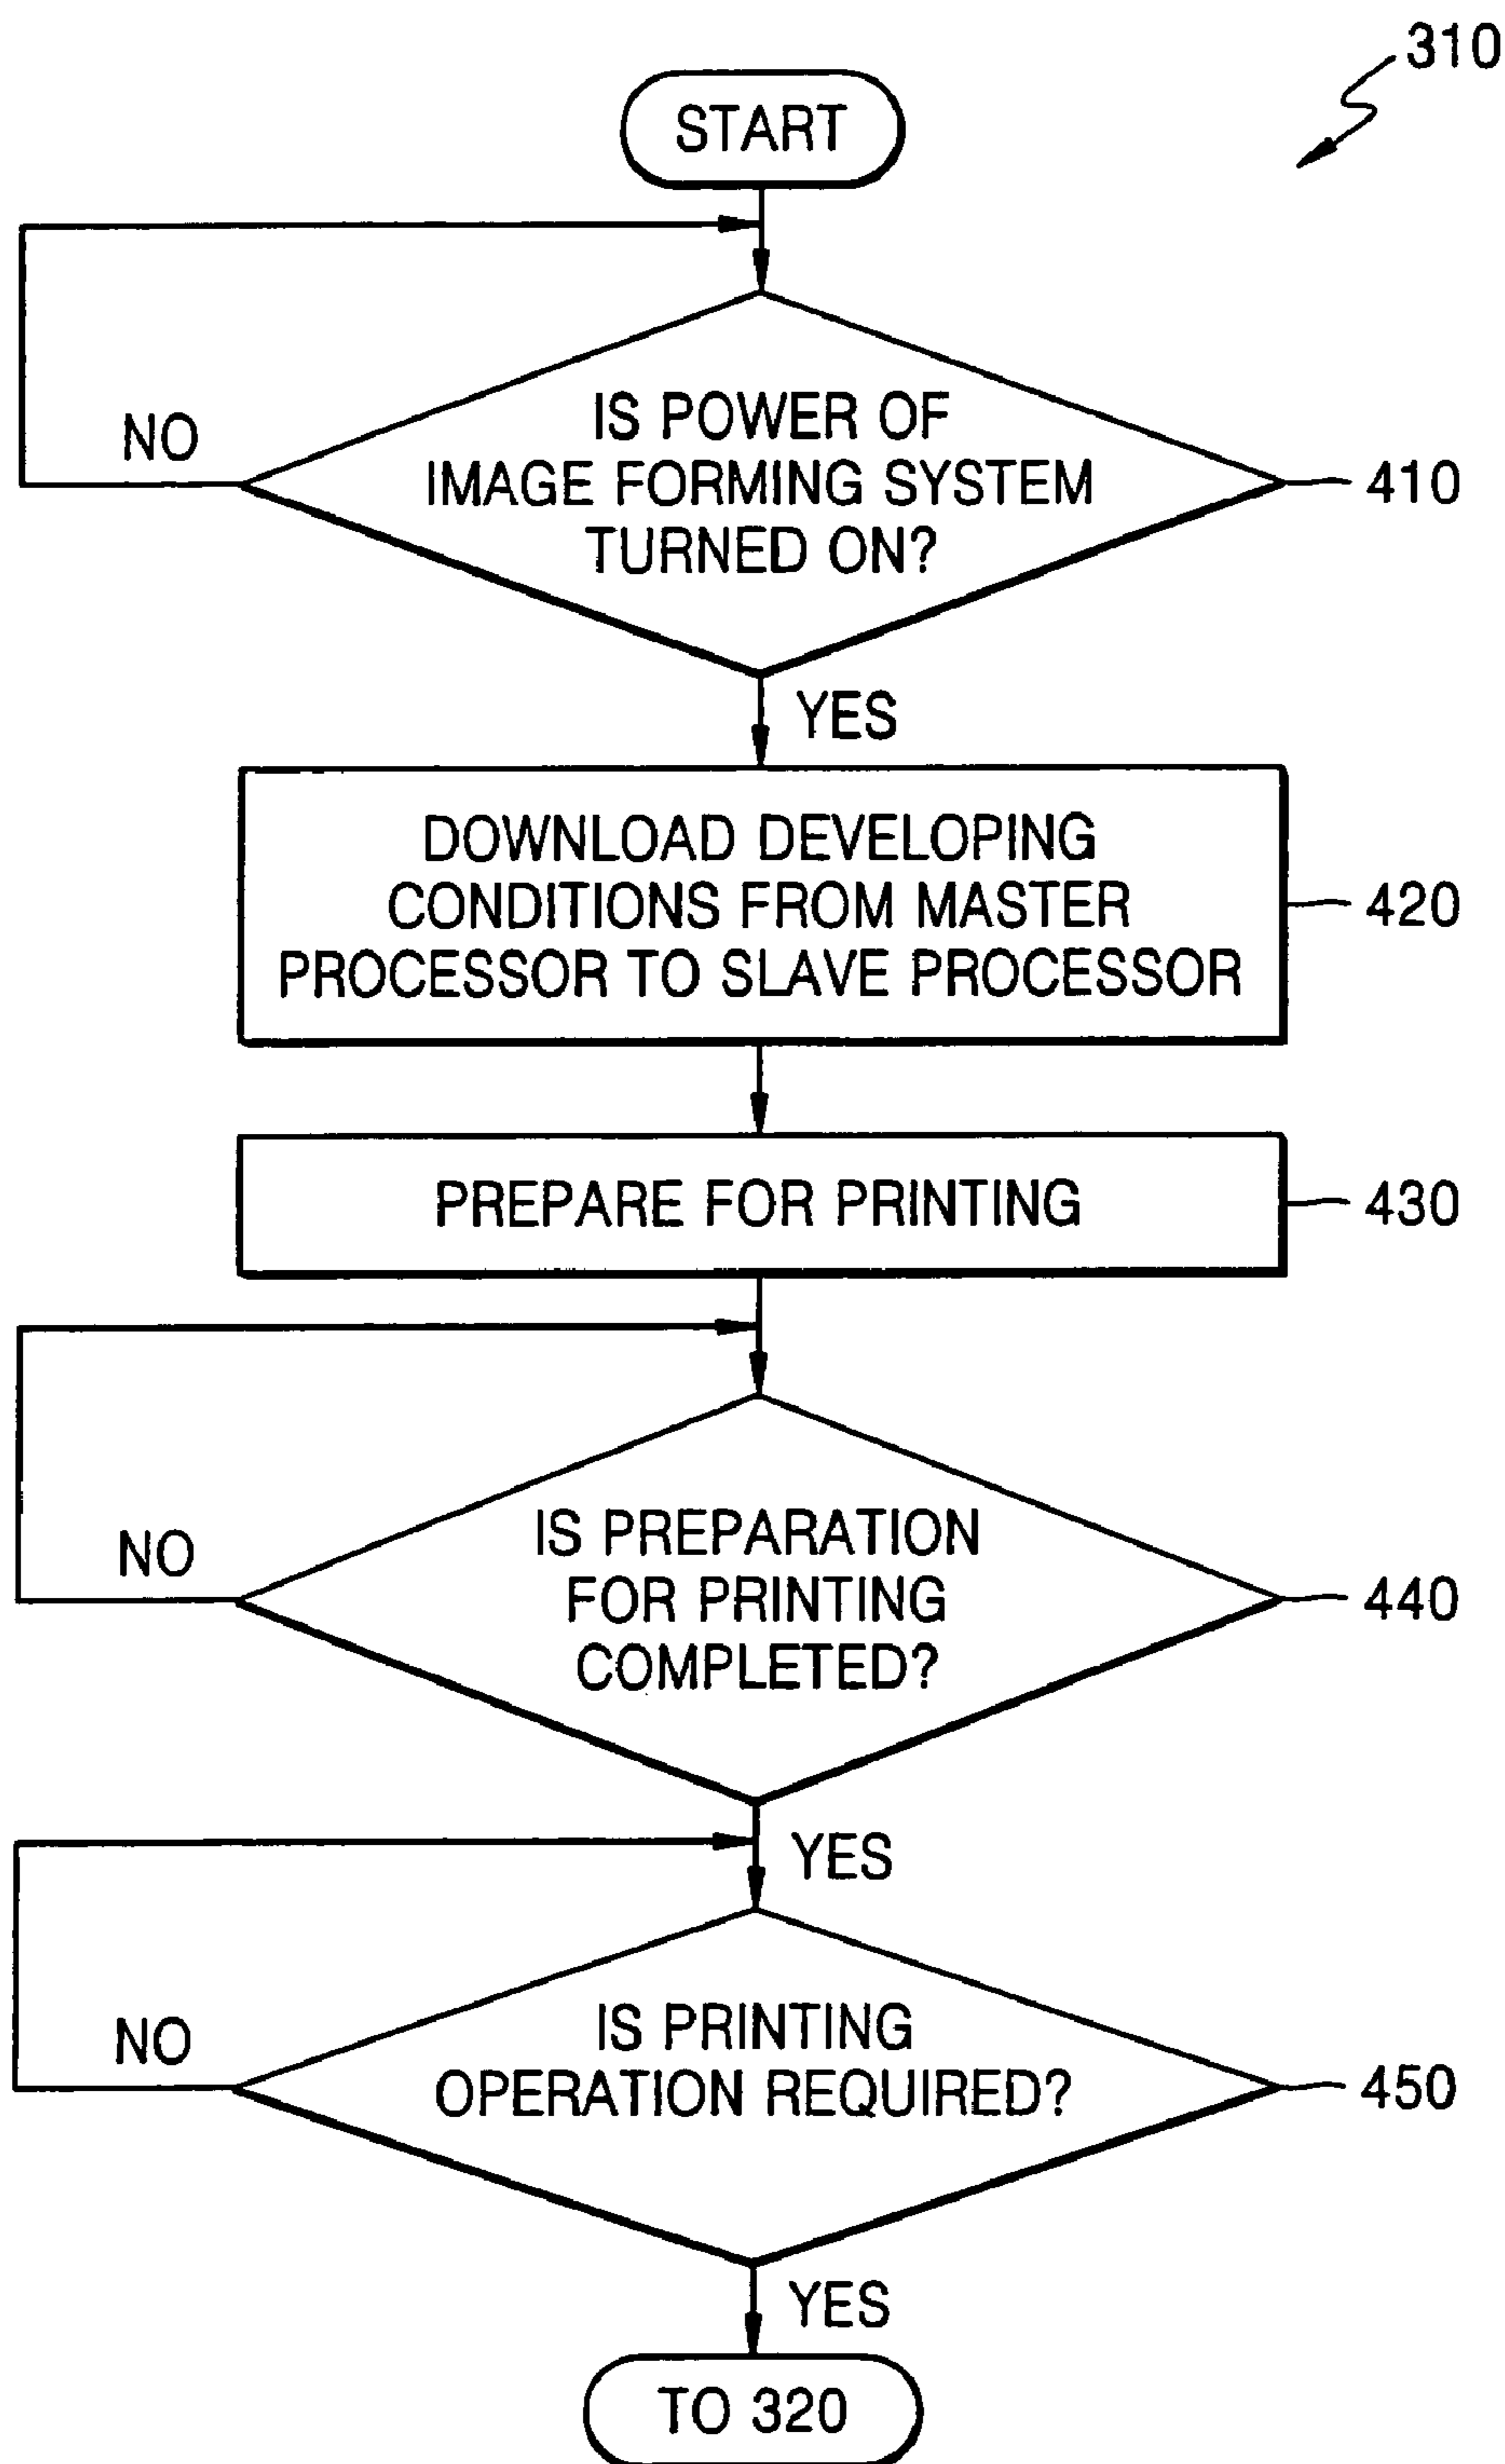 310
START
IS POWER OF
IMAGE FORMING SYSTEM
TURNED ON?
NO
410
YES
DOWNLOAD DEVELOPING
CONDITIONS FROM MASTER
PROCESSOR TO SLAVE PROCESSOR
420
PREPARE FOR PRINTING
430
IS PREPARATION
FOR PRINTING
COMPLETED?
NO
440
YES
IS PRINTING
OPERATION REQUIRED?
NO
450
YES
TO 320